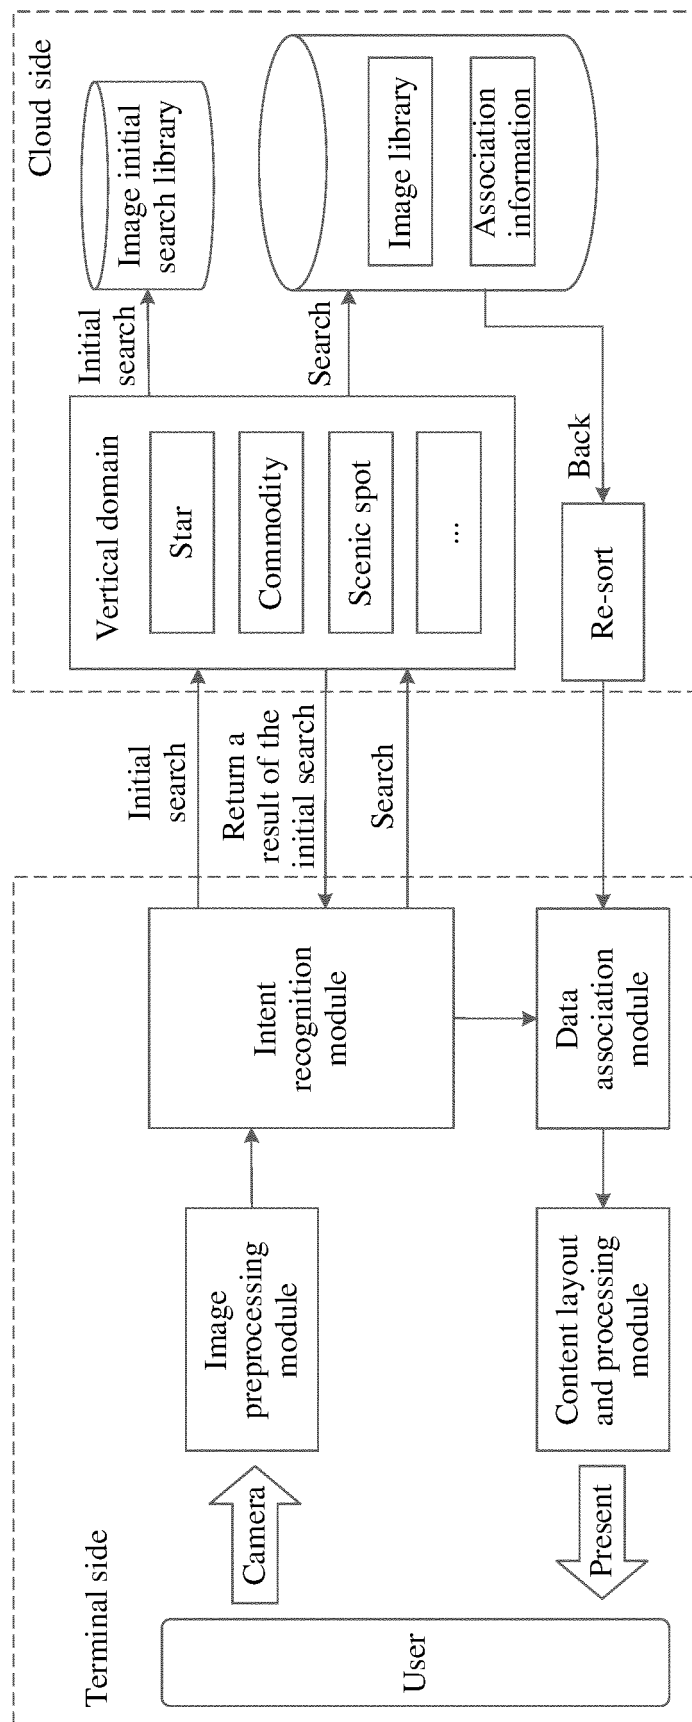 Terminal side
User
Camera
Present
Image
preprocessing
module
Content layout
and processing
module
Intent
recognition
module
Data
association
module
Initial
search
Return a
result of the
initial search
Search
Cloud side
Vertical domain
Star
Commodity
Scenic spot
...
Re-sort
Back
Initial
search
Search
Image initial
search library
Image library
Association
information